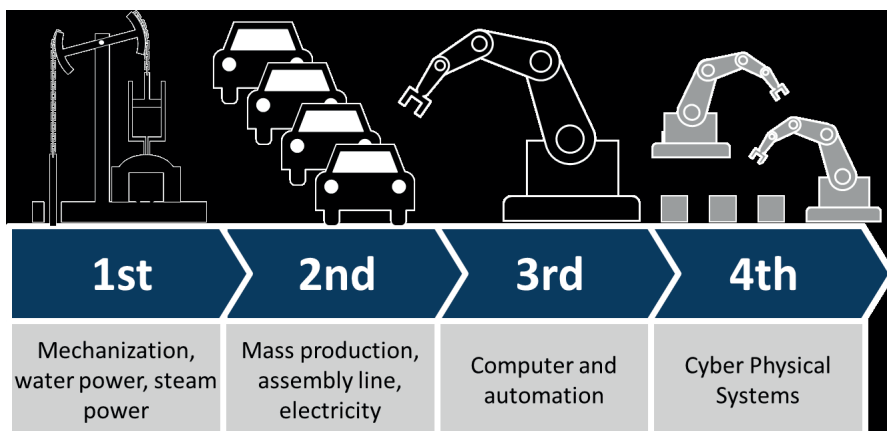 1st
2nd
3rd
4th
Mechanization,
water power, steam
power
Mass production,
assembly line,
electricity
Computer and
automation
Cyber Physical
Systems